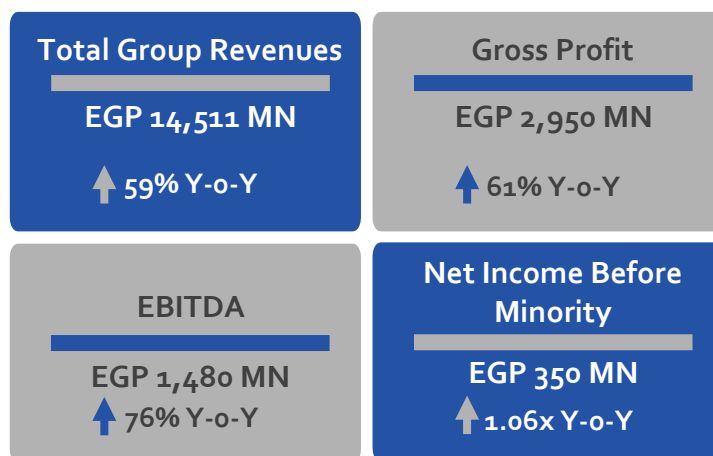 Total Group Revenues
EGP 14,511 MN
59% Y-o-Y
Gross Profit
EGP 2,950 MN
61% Y-o-Y
EBITDA
EGP 1,480 MN
76% Y-o-Y
Net Income Before
Minority
EGP 350 MN
1.06x Y-o-Y